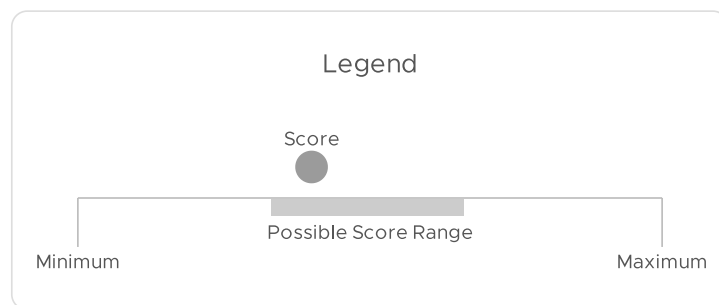 Legend
Score
Possible Score Range
Minimum
Maximum